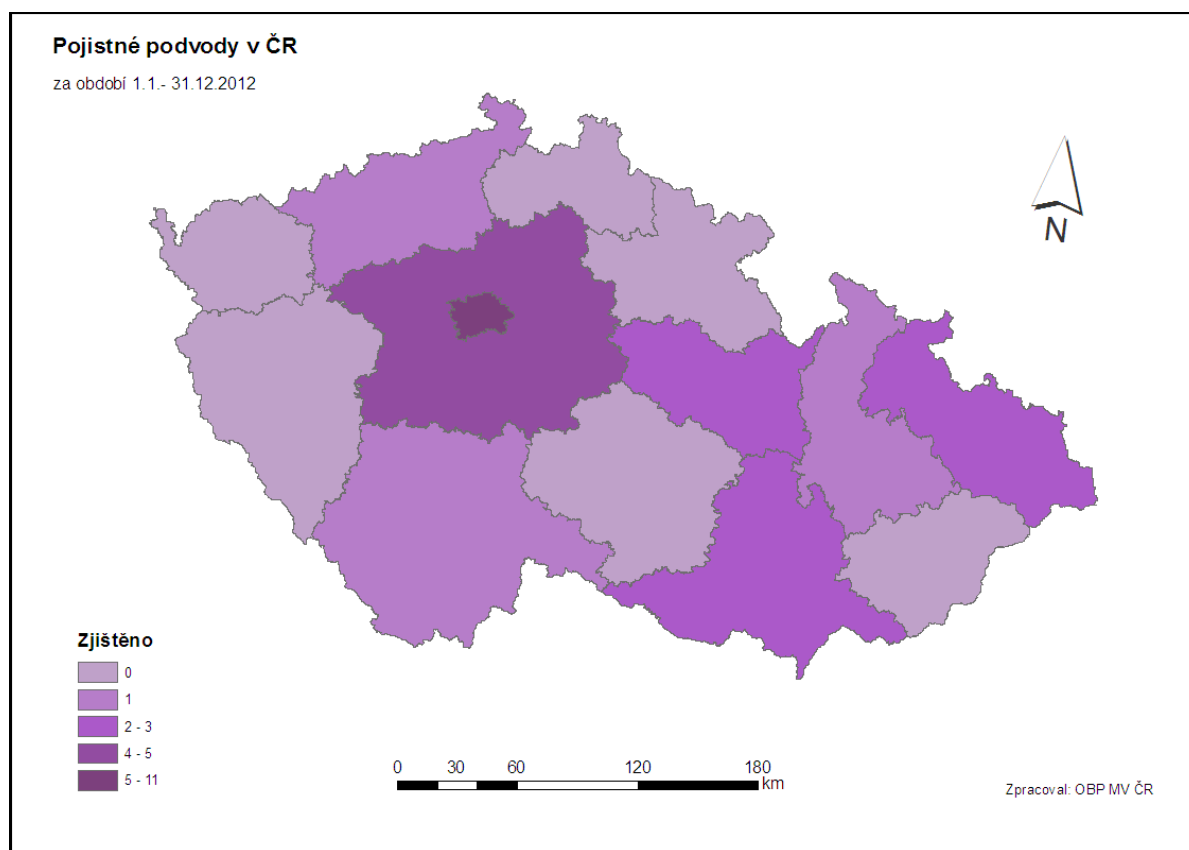 Pojistné podvody v ČR
za období 1.1.- 31.12.2012
N
Zjištěno
0
1
2 - 3
4 - 5
5 - 11
0 30 60 120 180
km
Zpracoval: OBP MV ČR